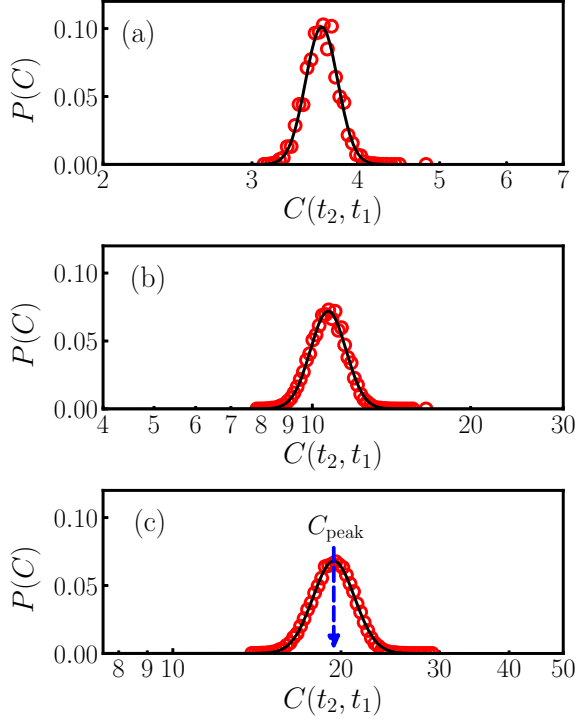 (a)
P(C)
0.10
0.05
0.00
2 3 4 5 6 7
C(t₂, t₁)
(b)
P(C)
0.10
0.05
0.00
4 5 6 7 8 9 10 20 30
C(t₂, t₁)
(c)
C_peak
P(C)
0.10
0.05
0.00
8 9 10 20 30 40 50
C(t₂, t₁)